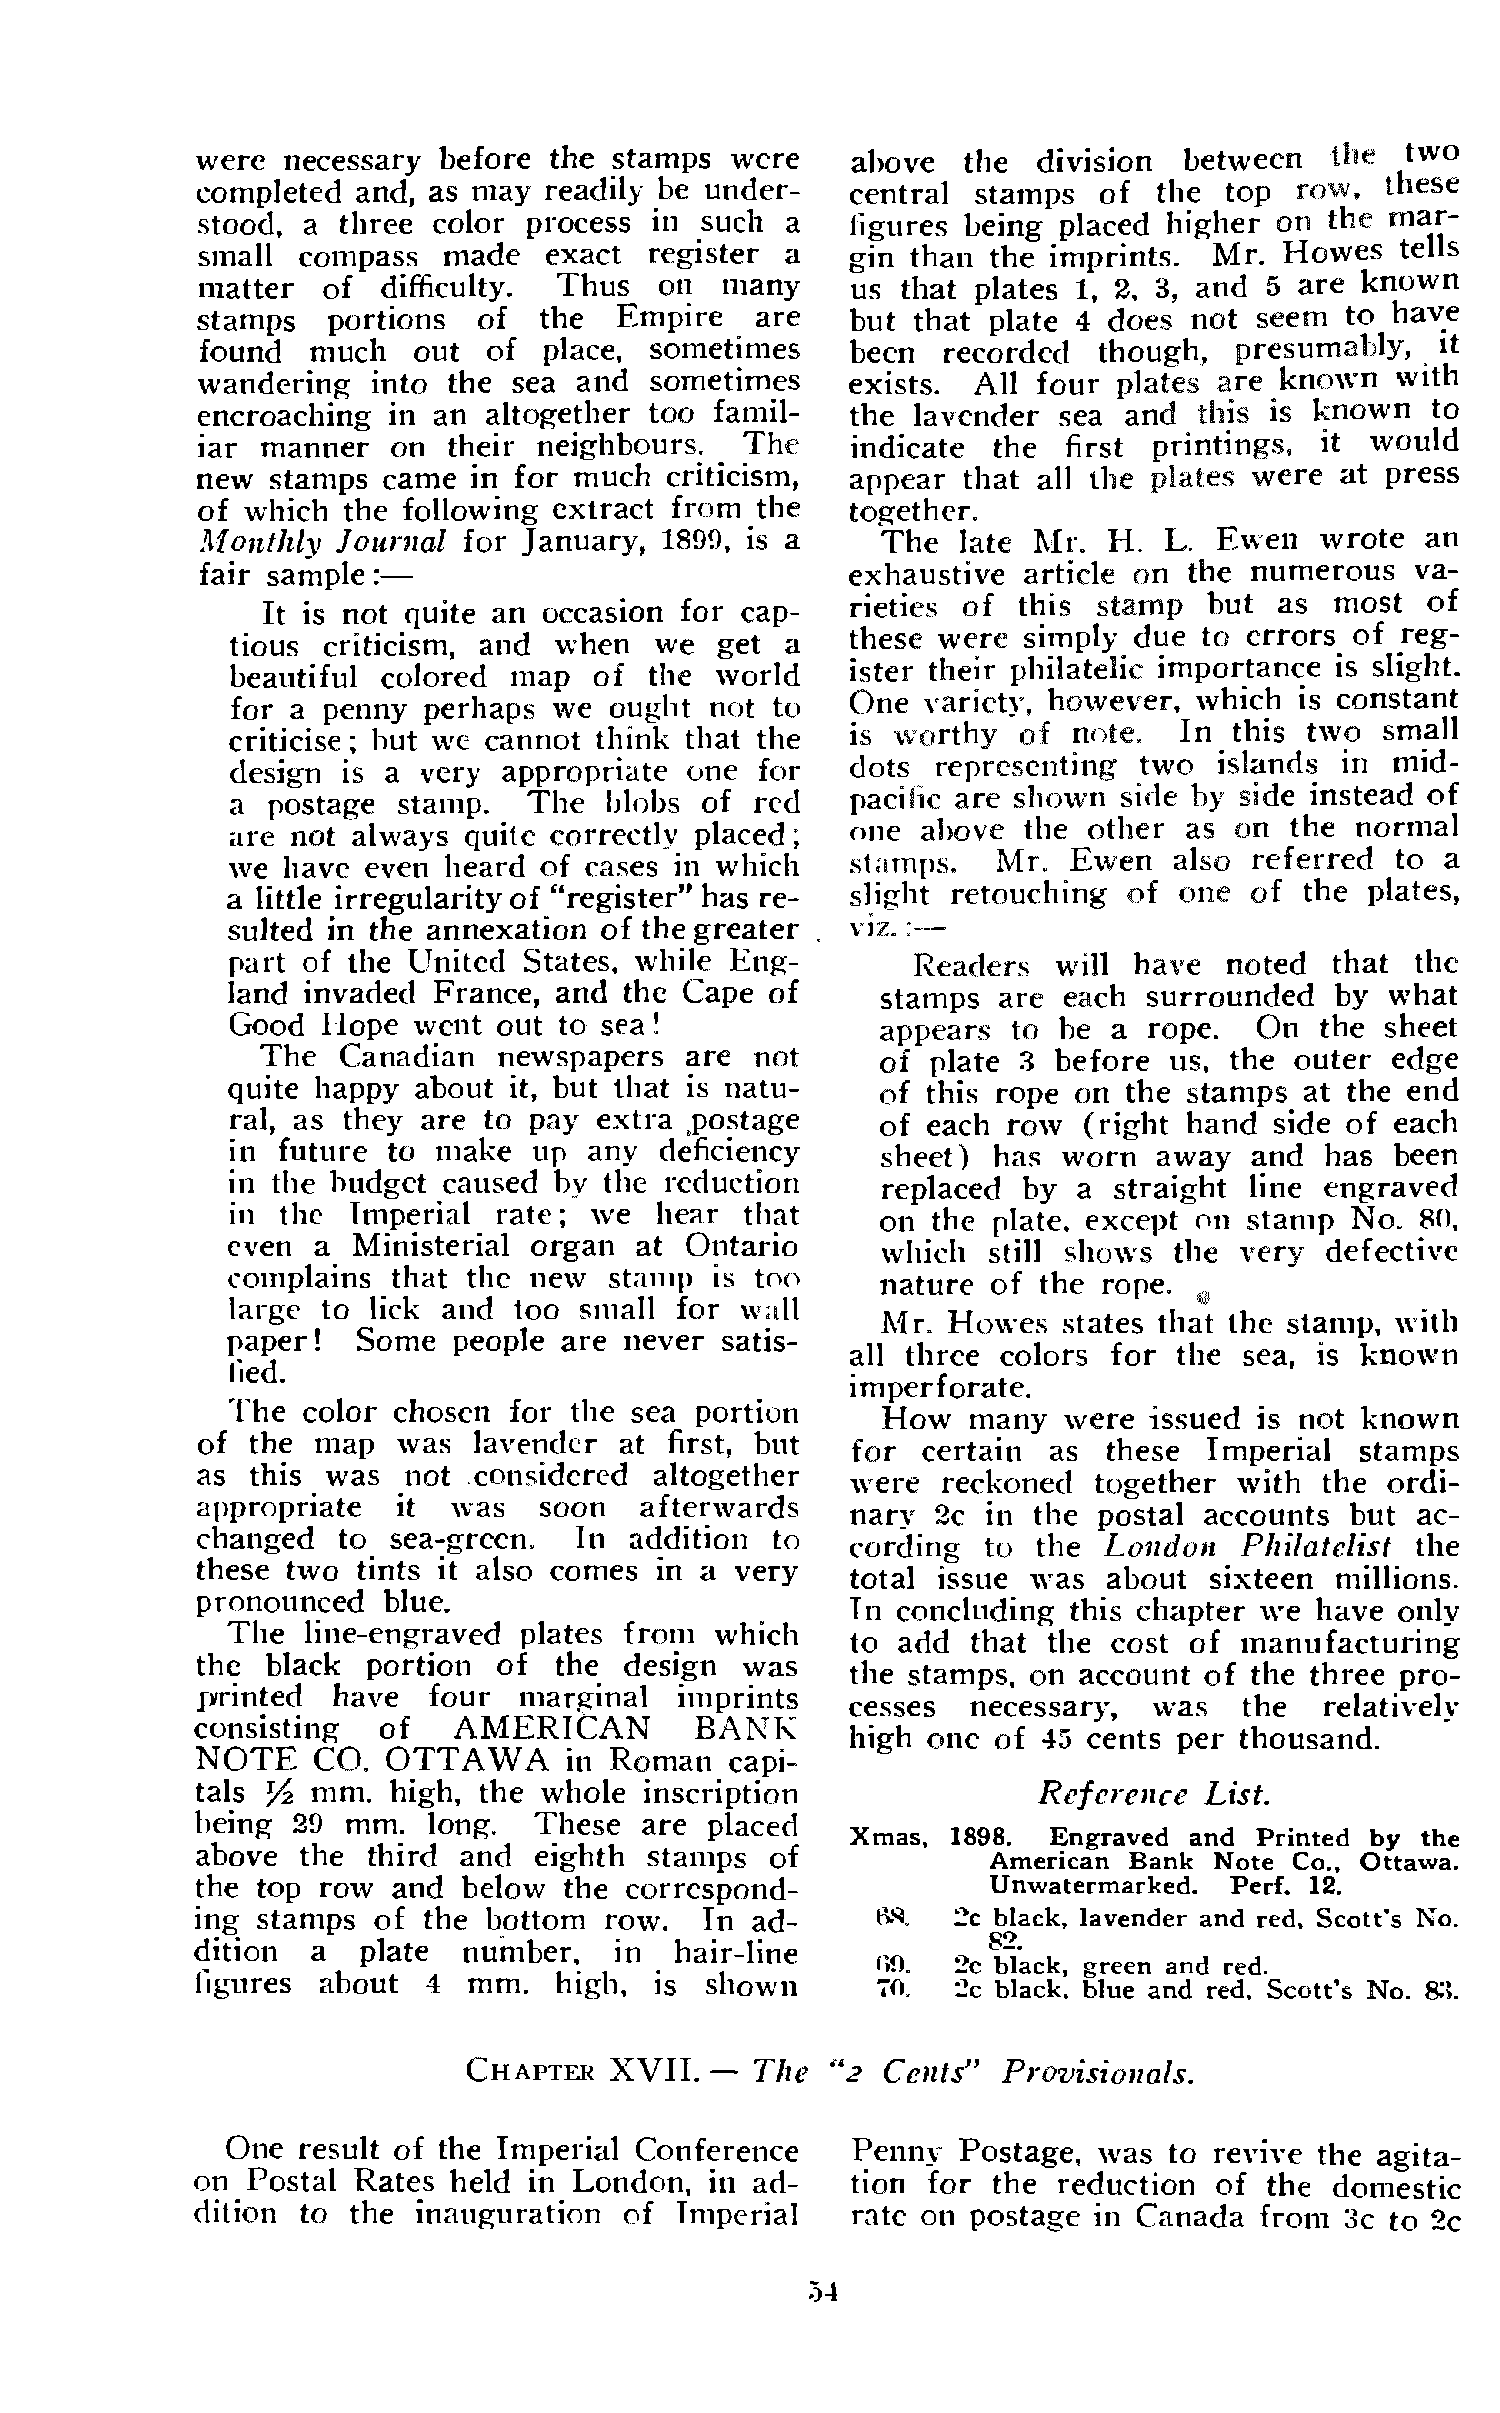 were necessary before the stamps were
completed and, as may readily be under-
stood, a three color process in such a
small compass made exact register a
matter of difficulty. Thus on many
stamps portions of the Empire are
found much out of place, sometimes
wandering into the sea and sometimes
encroaching in an altogether too famil-
iar manner on their neighbours. The
new stamps came in for much criticism,
of which the following extract from the
Monthly Journal for January, 1899, is a
fair sample:—
It is not quite an occasion for cap-
tious criticism, and when we get a
beautiful colored map of the world
for a penny perhaps we ought not to
criticise; but we cannot think that the
design is a very appropriate one for
a postage stamp. The blobs of red
are not always quite correctly placed;
we have even heard of cases in which
a little irregularity of "register" has re-
sulted in the annexation of the greater
part of the United States, while Eng-
land invaded France, and the Cape of
Good Hope went out to sea!
The Canadian newspapers are not
quite happy about it, but that is natu-
ral, as they are to pay extra postage
in future to make up any deficiency
in the budget caused by the reduction
in the Imperial rate; we hear that
even a Ministerial organ at Ontario
complains that the new stamp is too
large to lick and too small for wall
paper! Some people are never satis-
fied.
The color chosen for the sea portion
of the map was lavender at first, but
as this was not considered altogether
appropriate it was soon afterwards
changed to sea-green. In addition to
these two tints it also comes in a very
pronounced blue.
The line-engraved plates from which
the black portion of the design was
printed have four marginal imprints
consisting of AMERICAN BANK
NOTE CO. OTTAWA in Roman capi-
tals ½ mm. high, the whole inscription
being 29 mm. long. These are placed
above the third and eighth stamps of
the top row and below the correspond-
ing stamps of the bottom row. In ad-
dition a plate number, in hair-line
figures about 4 mm. high, is shown
above the division between the two
central stamps of the top row, these
figures being placed higher on the mar-
gin than the imprints. Mr. Howes tells
us that plates 1, 2, 3, and 5 are known
but that plate 4 does not seem to have
been recorded though, presumably, it
exists. All four plates are known with
the lavender sea and this is known to
indicate the first printings, it would
appear that all the plates were at press
together.
The late Mr. H. L. Ewen wrote an
exhaustive article on the numerous va-
rieties of this stamp but as most of
these were simply due to errors of reg-
ister their philatelic importance is slight.
One variety, however, which is constant
is worthy of note. In this two small
dots representing two islands in mid-
pacific are shown side by side instead of
one above the other as on the normal
stamps. Mr. Ewen also referred to a
slight retouching of one of the plates,
viz.:—
Readers will have noted that the
stamps are each surrounded by what
appears to be a rope. On the sheet
of plate 3 before us, the outer edge
of this rope on the stamps at the end
of each row (right hand side of each
sheet) has worn away and has been
replaced by a straight line engraved
on the plate, except on stamp No. 80,
which still shows the very defective
nature of the rope.
Mr. Howes states that the stamp, with
all three colors for the sea, is known
imperforate.
How many were issued is not known
for certain as these Imperial stamps
were reckoned together with the ordi-
nary 2c in the postal accounts but ac-
cording to the London Philatelist the
total issue was about sixteen millions.
In concluding this chapter we have only
to add that the cost of manufacturing
the stamps, on account of the three pro-
cesses necessary, was the relatively
high one of 45 cents per thousand.
Reference List.
Xmas, 1898. Engraved and Printed by the
American Bank Note Co., Ottawa.
Unwatermarked. Perf. 12.
68. 2c black, lavender and red, Scott's No.
82.
69. 2c black, green and red.
70. 2c black, blue and red, Scott's No. 83.
CHAPTER XVII.— The "2 Cents" Provisionals.
One result of the Imperial Conference
on Postal Rates held in London, in ad-
dition to the inauguration of Imperial
Penny Postage, was to revive the agita-
tion for the reduction of the domestic
rate on postage in Canada from 3c to 2c
54